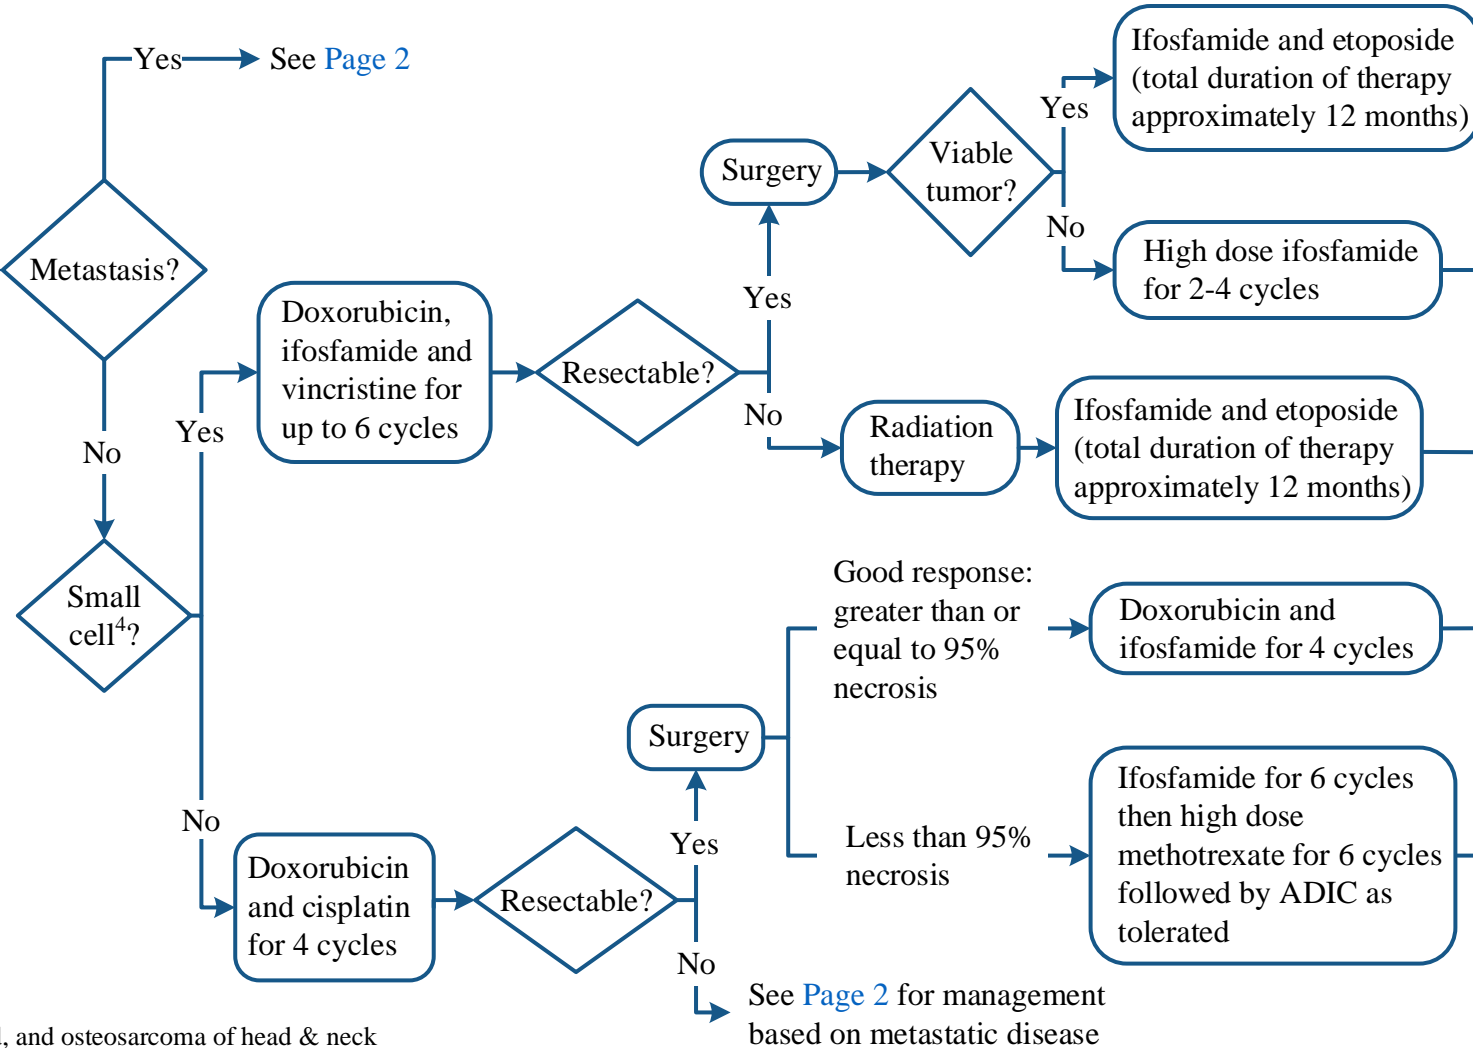 Yes
See Page 2
Metastasis?
No
Small
cell⁴?
Yes
Doxorubicin,
ifosfamide and
vincristine for
up to 6 cycles
Resectable?
Yes
Surgery
Viable
tumor?
Yes
Ifosfamide and etoposide
(total duration of therapy
approximately 12 months)
No
High dose ifosfamide
for 2-4 cycles
No
Radiation
therapy
Ifosfamide and etoposide
(total duration of therapy
approximately 12 months)
No
Doxorubicin
and cisplatin
for 4 cycles
Resectable?
Yes
Surgery
Good response:
greater than or
equal to 95%
necrosis
Doxorubicin and
ifosfamide for 4 cycles
Less than 95%
necrosis
Ifosfamide for 6 cycles
then high dose
methotrexate for 6 cycles
followed by ADIC as
tolerated
No
See Page 2 for management
based on metastatic disease
, and osteosarcoma of head & neck